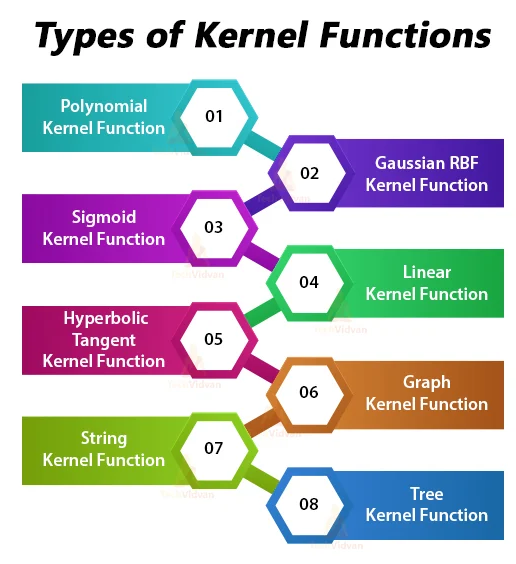 Types of Kernel Functions
Polynomial
Kernel Function
01
02
Gaussian RBF
Kernel Function
Sigmoid
Kernel Function
03
04
Linear
Kernel Function
Hyperbolic
Tangent
Kernel Function
05
06
Graph
Kernel Function
String
Kernel Function
07
08
Tree
Kernel Function